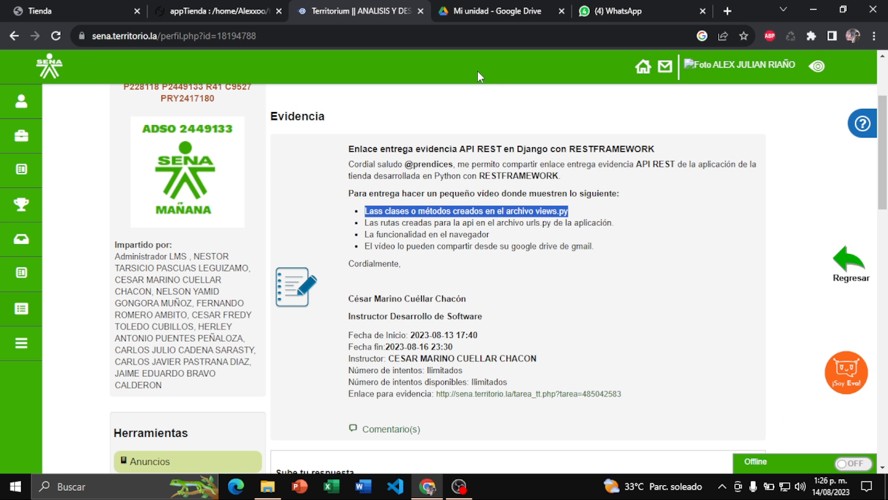 Tienda
appTienda : /home/Alexxoo/
Territorium || ANALISIS Y DES
Mi unidad - Google Drive
(4) WhatsApp
sena.territorio.la/perfil.php?id=18194788
SENA
Foto ALEX JULIAN RIAÑO
P228118 P2449133 R41 C9527
PRY2417180
ADSO 2449133
SENA
MAÑANA
Impartido por:
Administrador LMS , NESTOR
TARSICIO PASCUAS LEGUIZAMO,
CESAR MARINO CUELLAR
CHACON, NELSON YAMID
GONGORA MUÑOZ, FERNANDO
ROMERO AMBITO, CESAR FREDY
TOLEDO CUBILLOS, HERLEY
ANTONIO PUENTES PEÑALOZA,
CARLOS JULIO CADENA SARASTY,
CARLOS JAVIER PASTRANA DIAZ,
JAIME EDUARDO BRAVO
CALDERON
Herramientas
Anuncios
Evidencia
Enlace entrega evidencia API REST en Django con RESTFRAMEWORK
Cordial saludo @prendices, me permito compartir enlace entrega evidencia API REST de la aplicación de la
tienda desarrollada en Python con RESTFRAMEWORK.
Para entrega hacer un pequeño vídeo donde muestren lo siguiente:
Lass clases o métodos creados en el archivo views.py
Las rutas creadas para la api en el archivo urls.py de la aplicación.
La funcionalidad en el navegador
El vídeo lo pueden compartir desde su google drive de gmail.
Cordialmente,
César Marino Cuéllar Chacón
Instructor Desarrollo de Software
Fecha de Inicio: 2023-08-13 17:40
Fecha fin:2023-08-16 23:30
Instructor: CESAR MARINO CUELLAR CHACON
Número de intentos: Ilimitados
Número de intentos disponibles: Ilimitados
Enlace para evidencia: http://sena.territorio.la/tarea_tt.php?tarea=485042583
Comentario(s)
Sube tu respuesta
Regresar
¡Soy Evo!
Offline
OFF
Buscar
33°C Parc. soleado
1:26 p. m.
14/08/2023